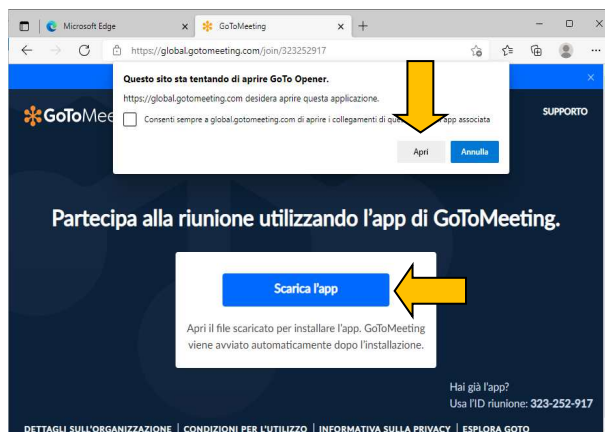 Microsoft Edge
GoToMeeting
https://global.gotomeeting.com/join/323252917
Questo sito sta tentando di aprire GoTo Opener.
https://global.gotomeeting.com desidera aprire questa applicazione.
Consenti sempre a global.gotomeeting.com di aprire i collegamenti di app associata
Apri
Annulla
GoToMee
SUPPORTO
Partecipa alla riunione utilizzando l'app di GoToMeeting.
Scarica l'app
Apri il file scaricato per installare l'app. GoToMeeting
viene avviato automaticamente dopo l'installazione.
Hai già l'app?
Usa l'ID riunione: 323-252-917
DETTAGLI SULL'ORGANIZZAZIONE | CONDIZIONI PER L'UTILIZZO | INFORMATIVA SULLA PRIVACY | ESPLORA GOTO